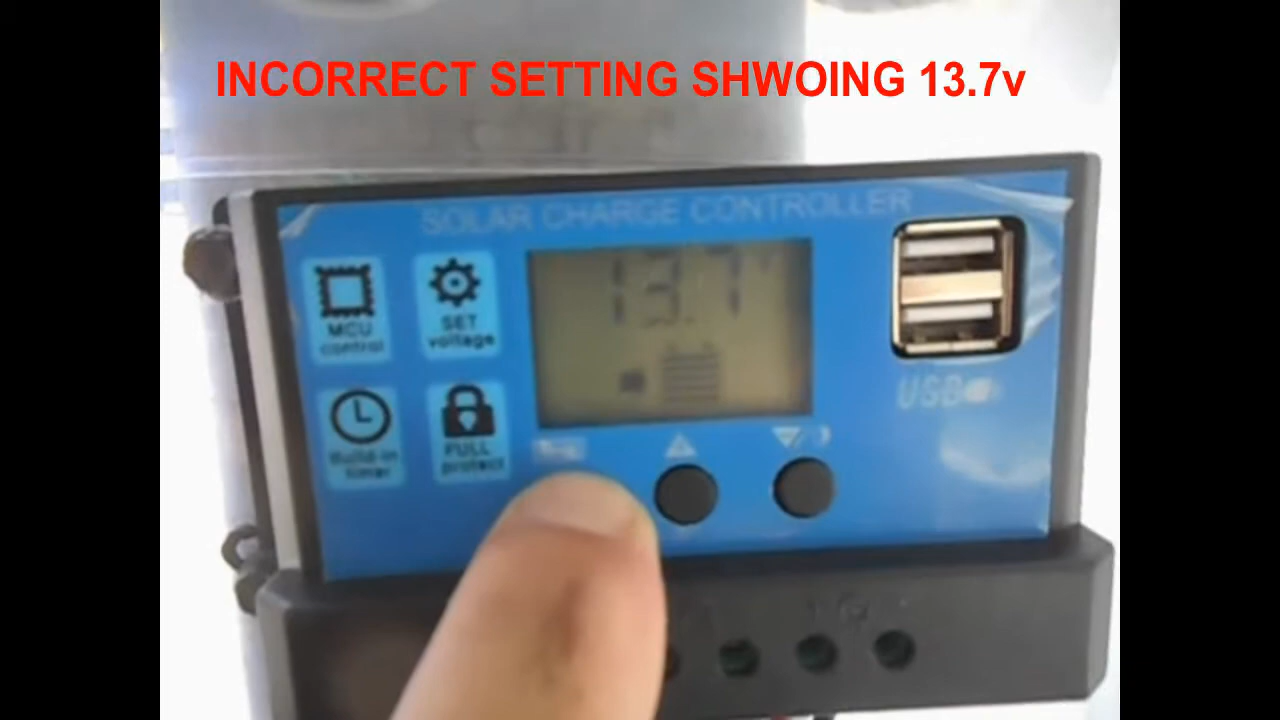 INCORRECT SETTING SHWOING 13.7v
SOLAR CHARGE CONTROLLER
13.7V
MCU
control
SET
voltage
Build-in
timer
FULL
protect
USB